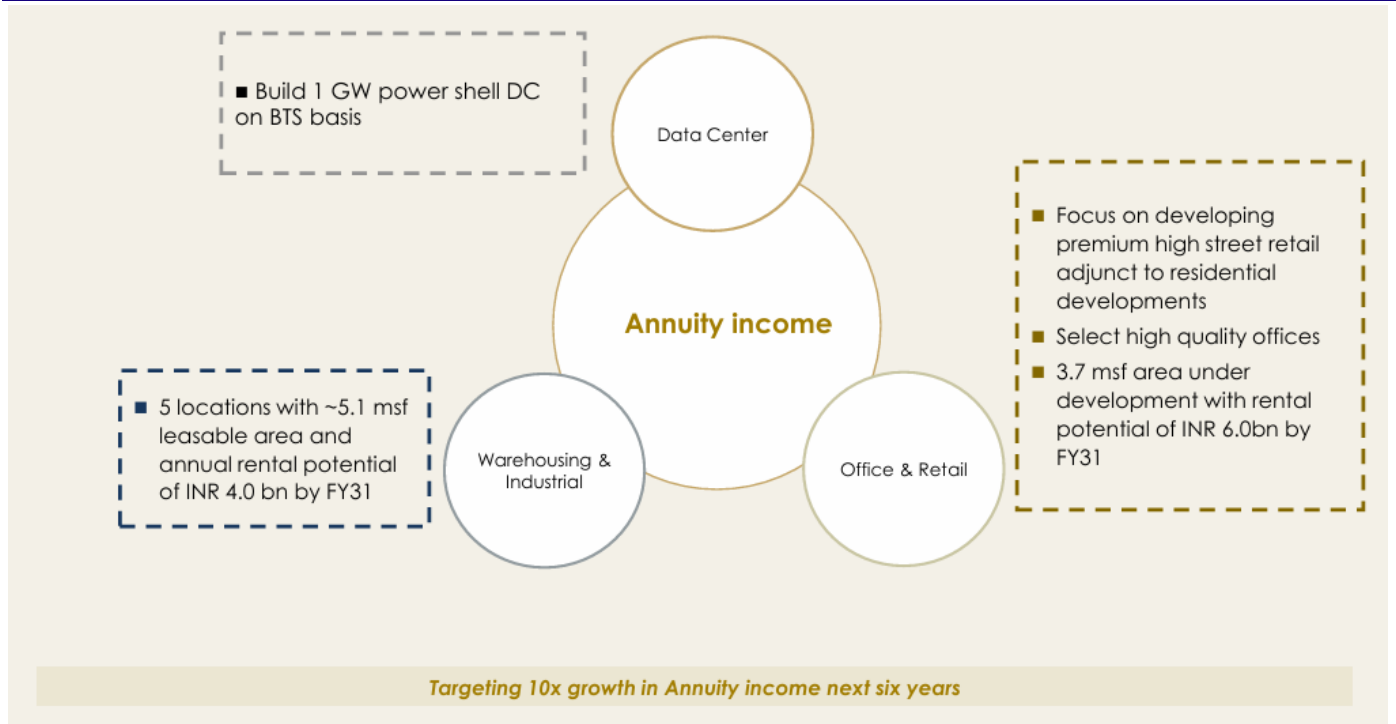 ■ Build 1 GW power shell DC
on BTS basis
Data Center
Annuity income
■ Focus on developing
premium high street retail
adjunct to residential
developments
■ Select high quality offices
■ 3.7 msf area under
development with rental
potential of INR 6.0bn by
FY31
■ 5 locations with ~5.1 msf
leasable area and
annual rental potential
of INR 4.0 bn by FY31
Warehousing &
Industrial
Office & Retail
Targeting 10x growth in Annuity income next six years